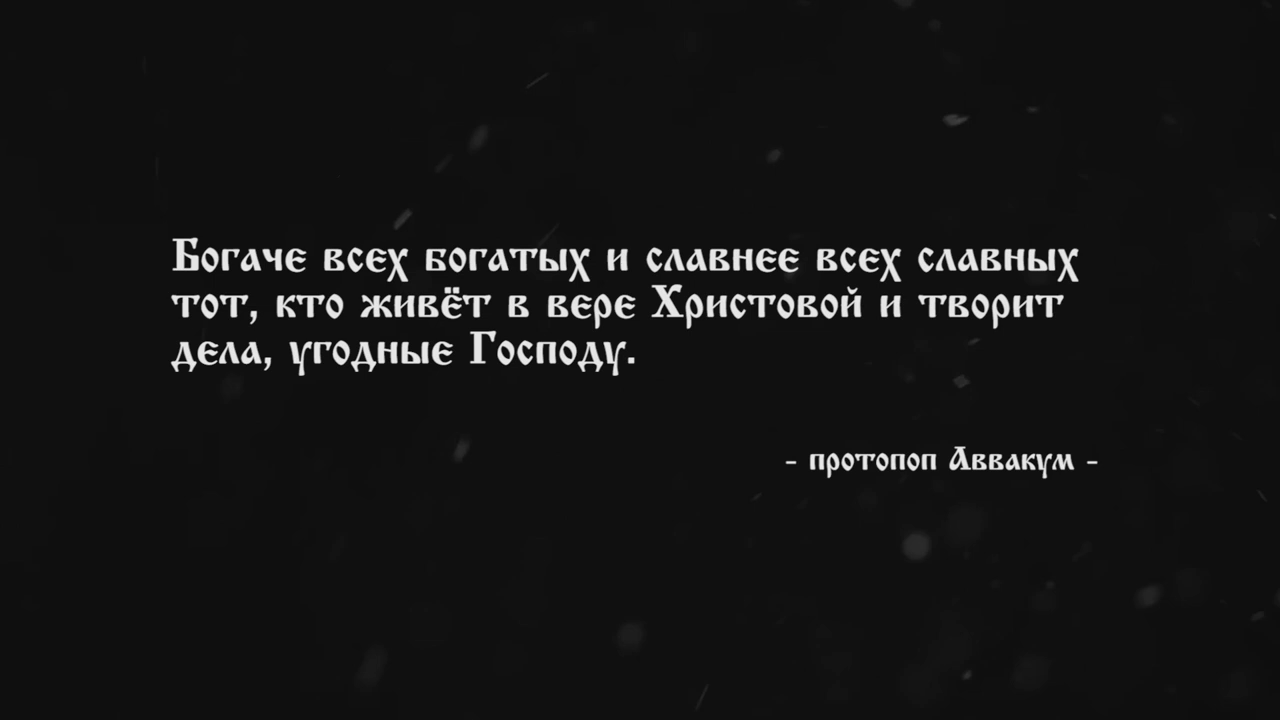 Богаче всех богатых и славнее всех славных
тот, кто живёт в вере Христовой и творит
дела, угодные Господу.
- протопоп Аввакум -